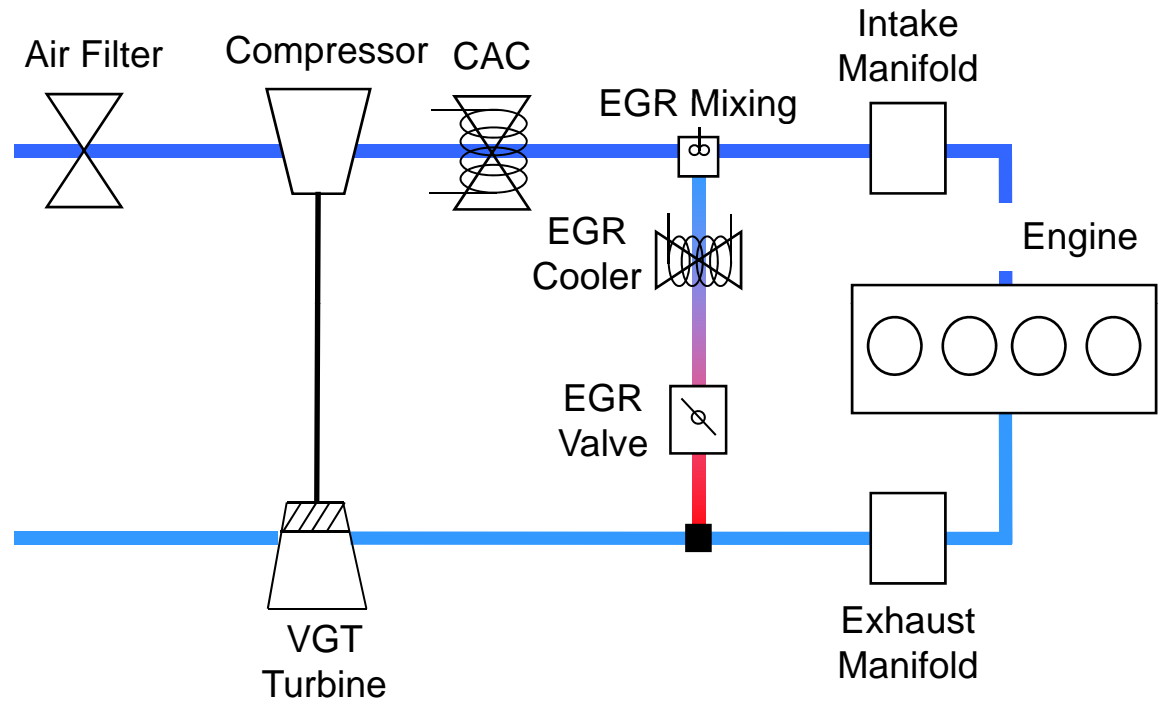 Air Filter
Compressor
CAC
EGR Mixing
Intake
Manifold
EGR
Cooler
Engine
EGR
Valve
VGT
Turbine
Exhaust
Manifold